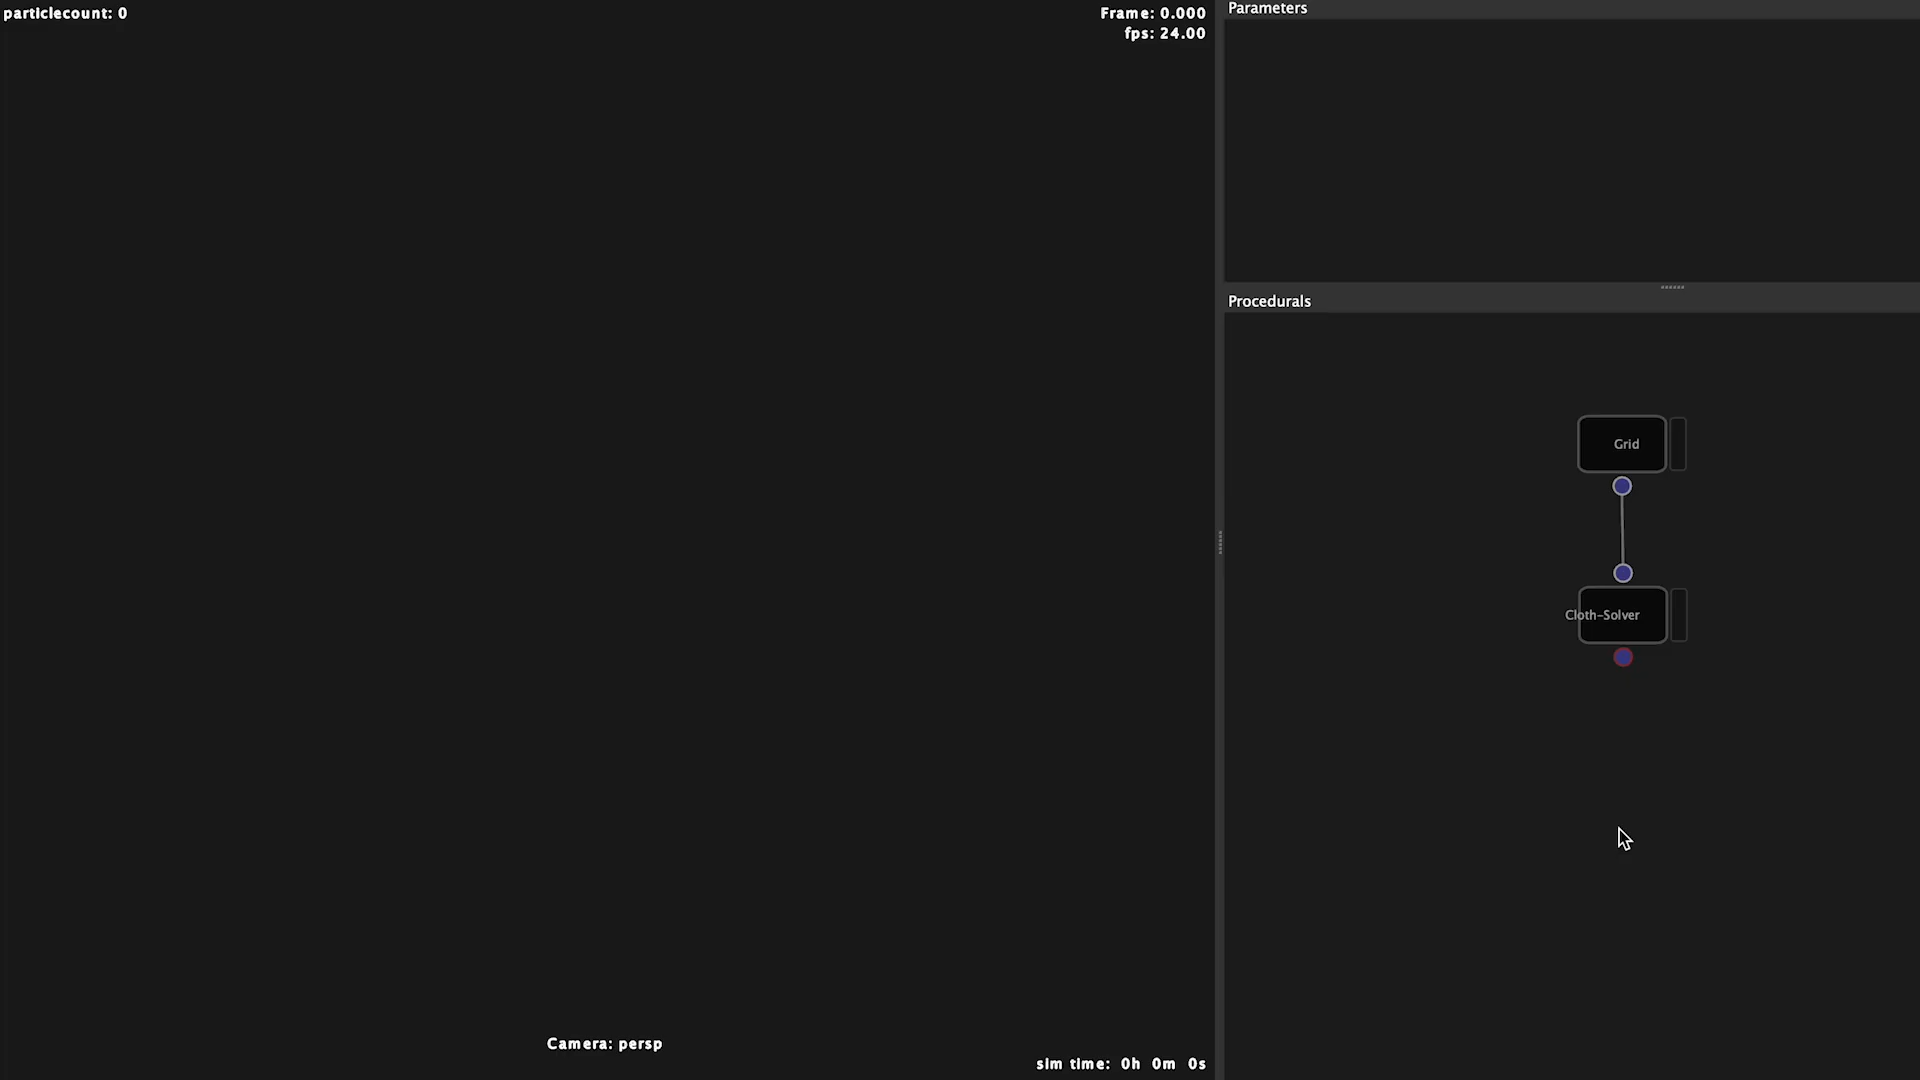 particlecount: 0
Frame: 0.000
fps: 24.00
Parameters
Procedurals
Grid
Cloth-Solver
Camera: persp
sim time: 0h 0m 0s